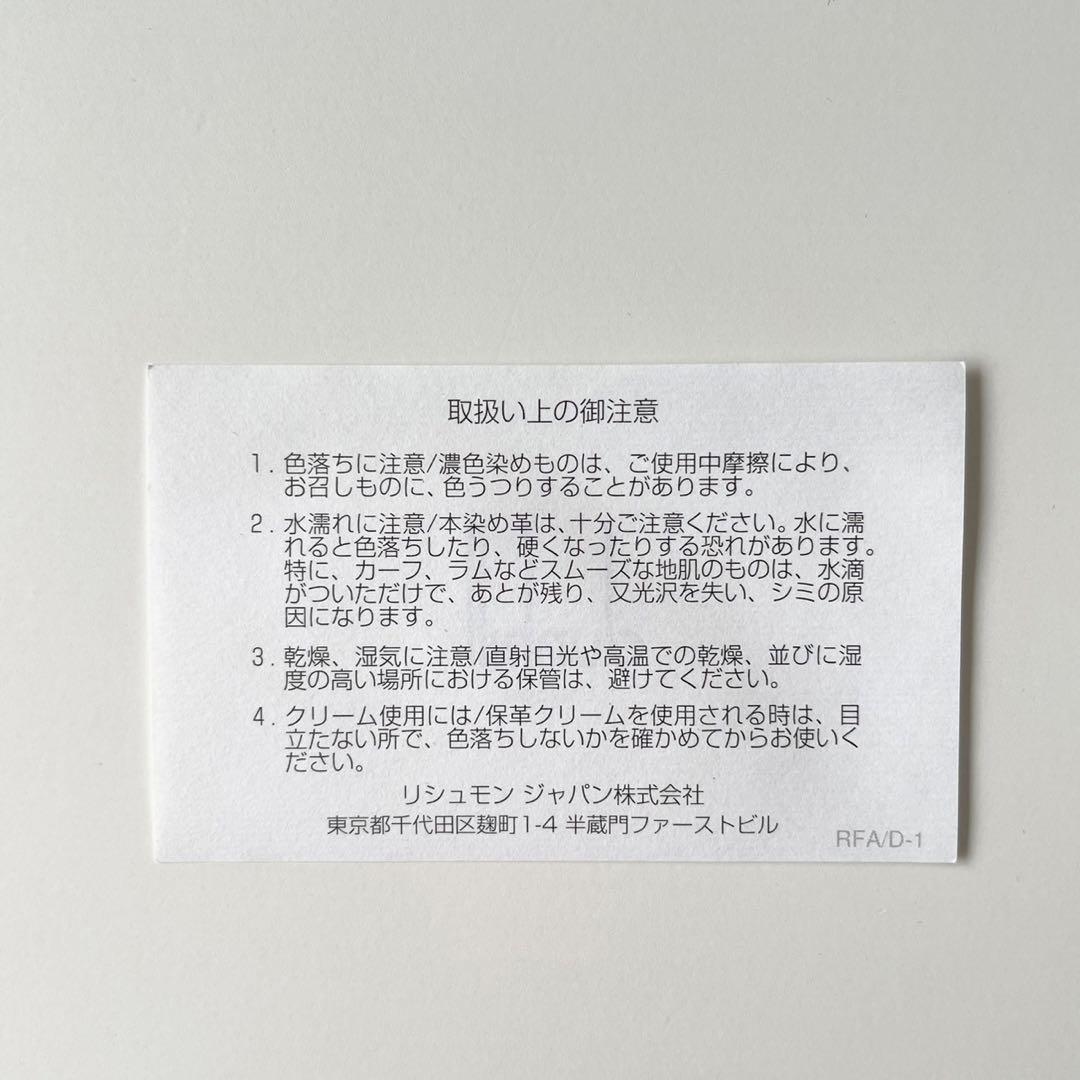 取扱い上の御注意
1. 色落ちに注意/濃色染めものは、ご使用中摩擦により、
お召しものに、色うつりすることがあります。
2. 水濡れに注意/本染め革は、十分ご注意ください。水に濡
れると色落ちしたり、硬くなったりする恐れがあります。
特に、カーフ、ラムなどスムーズな地肌のものは、水滴
がついただけで、あとが残り、又光沢を失い、シミの原
因になります。
3. 乾燥、湿気に注意/直射日光や高温での乾燥、並びに湿
度の高い場所における保管は、避けてください。
4. クリーム使用には/保革クリームを使用される時は、目
立たない所で、色落ちしないかを確かめてからお使いく
ださい。
リシュモン ジャパン株式会社
東京都千代田区麹町1-4 半蔵門ファーストビル
RFA/D-1